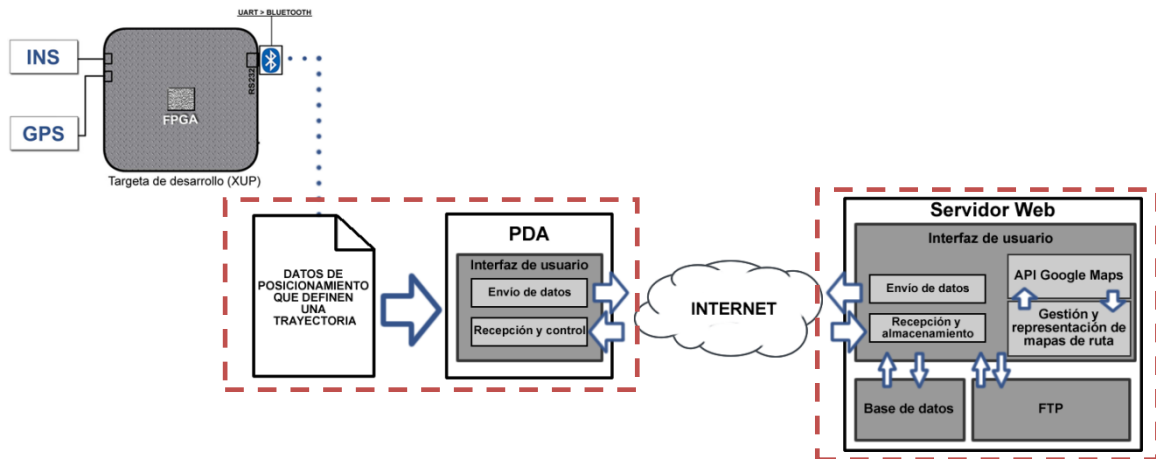 UART > BLUETOOTH
INS
GPS
RS232
FPGA
Targeta de desarrollo (XUP)
DATOS DE
POSICIONAMIENTO
QUE DEFINEN
UNA
TRAYECTORIA
PDA
Interfaz de usuario
Envío de datos
Recepción y control
INTERNET
Servidor Web
Interfaz de usuario
Envío de datos
Recepción y
almacenamiento
API Google Maps
Gestión y
representación de
mapas de ruta
Base de datos
FTP